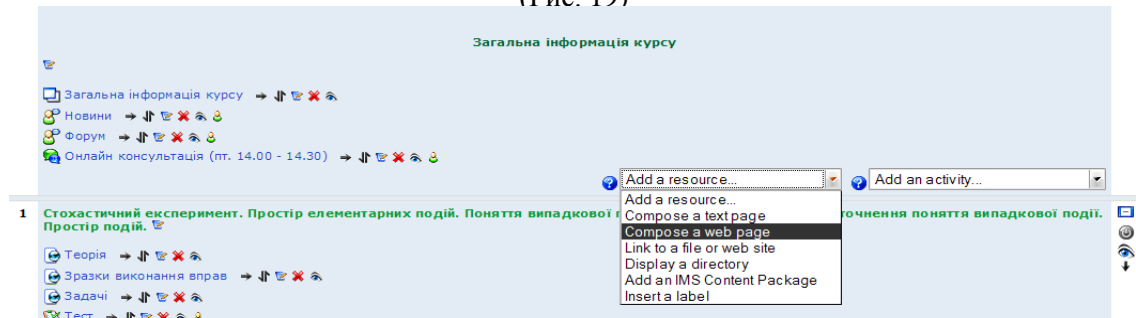 (Рис. 19)
Загальна інформація курсу
Загальна інформація курсу
Новини
Форум
Онлайн консультація (пт. 14.00 - 14.30)
Add a resource... Add an activity...
Add a resource...
Compose a text page
Compose a web page
Link to a file or web site
Display a directory
Add an IMS Content Package
Insert a label
1 Стохастичний експеримент. Простір елементарних подій. Поняття випадкової точнення поняття випадкової події.
Простір подій.
Теорія
Зразки виконання вправ
Задачі
Тест